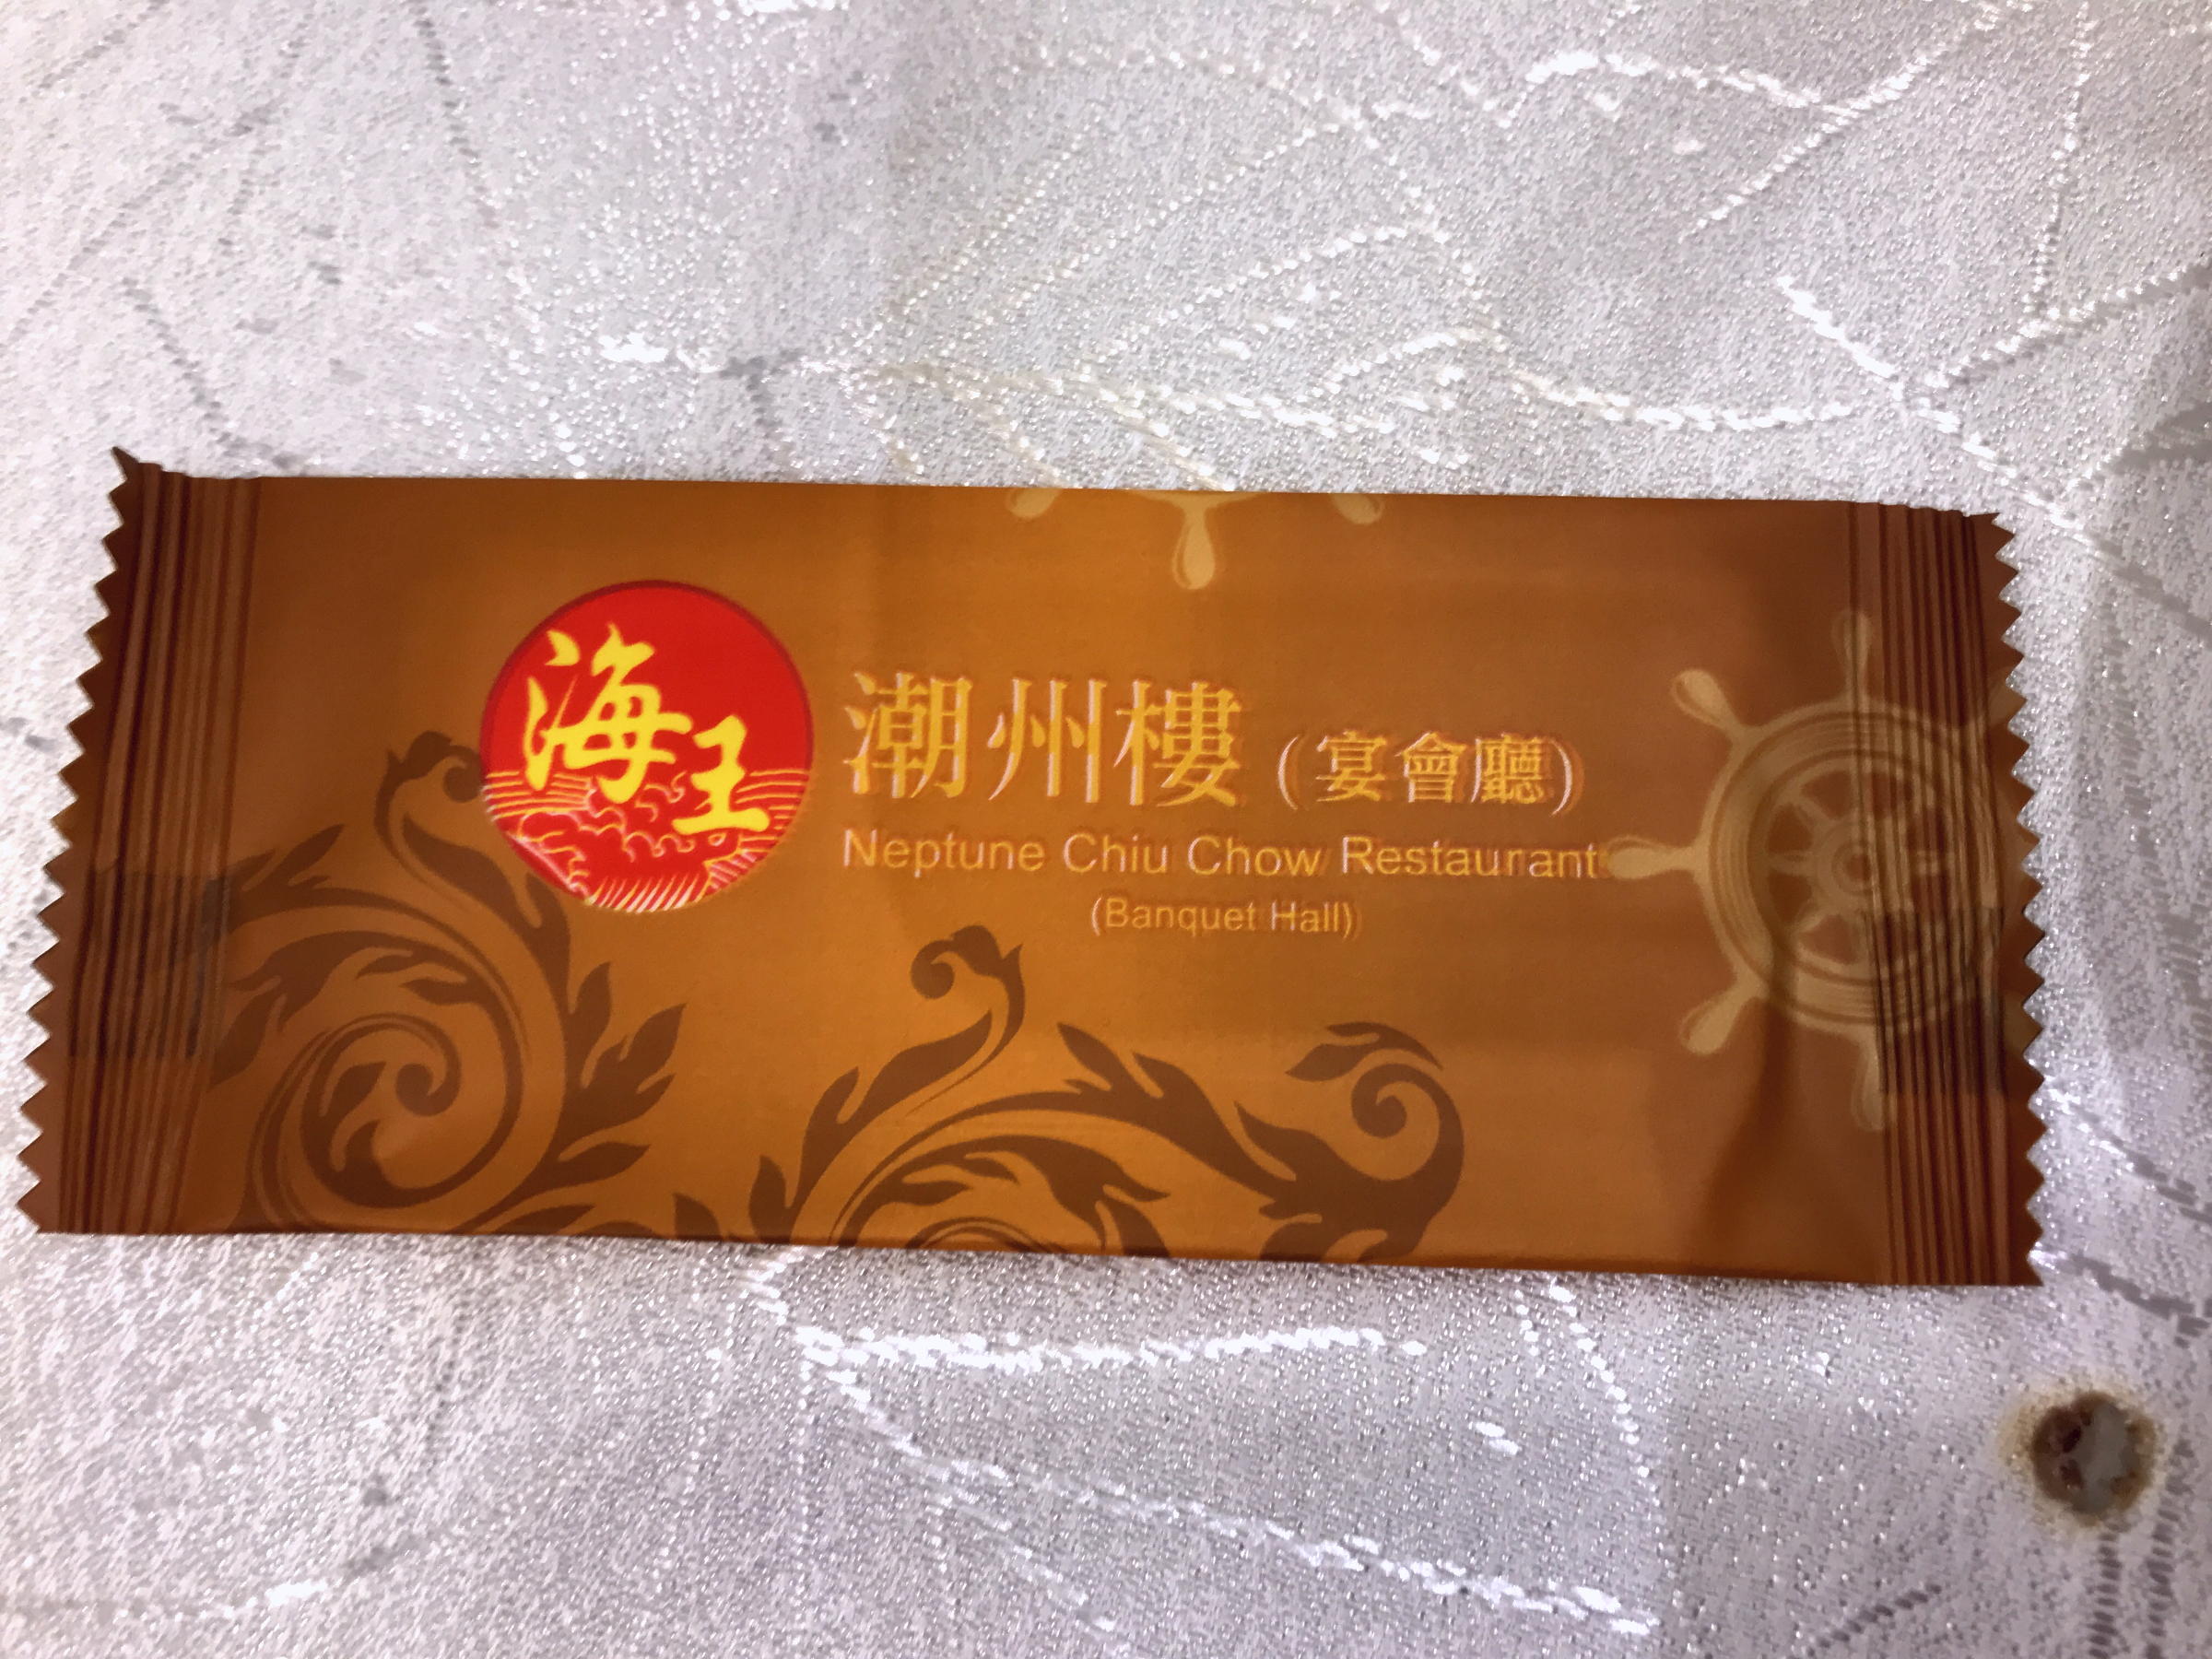 海王
潮州樓 (宴會廳)
Neptune Chiu Chow Restaurant
(Banquet Hall)